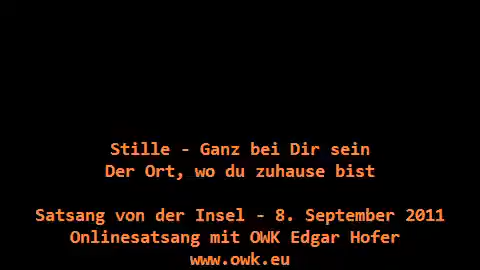 Stille - Ganz bei Dir sein
Der Ort, wo du zuhause bist
Satsang von der Insel - 8. September 2011
Onlinesatsang mit OWK Edgar Hofer
www.owk.eu